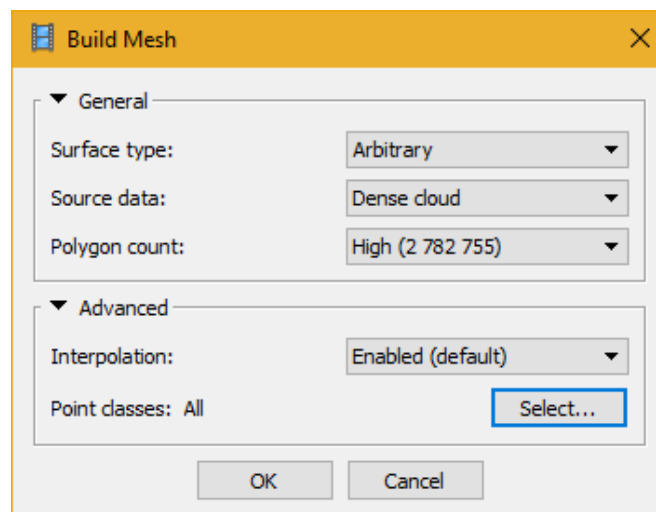 Build Mesh
General
Surface type: Arbitrary
Source data: Dense cloud
Polygon count: High (2 782 755)
Advanced
Interpolation: Enabled (default)
Point classes: All Select...
OK Cancel